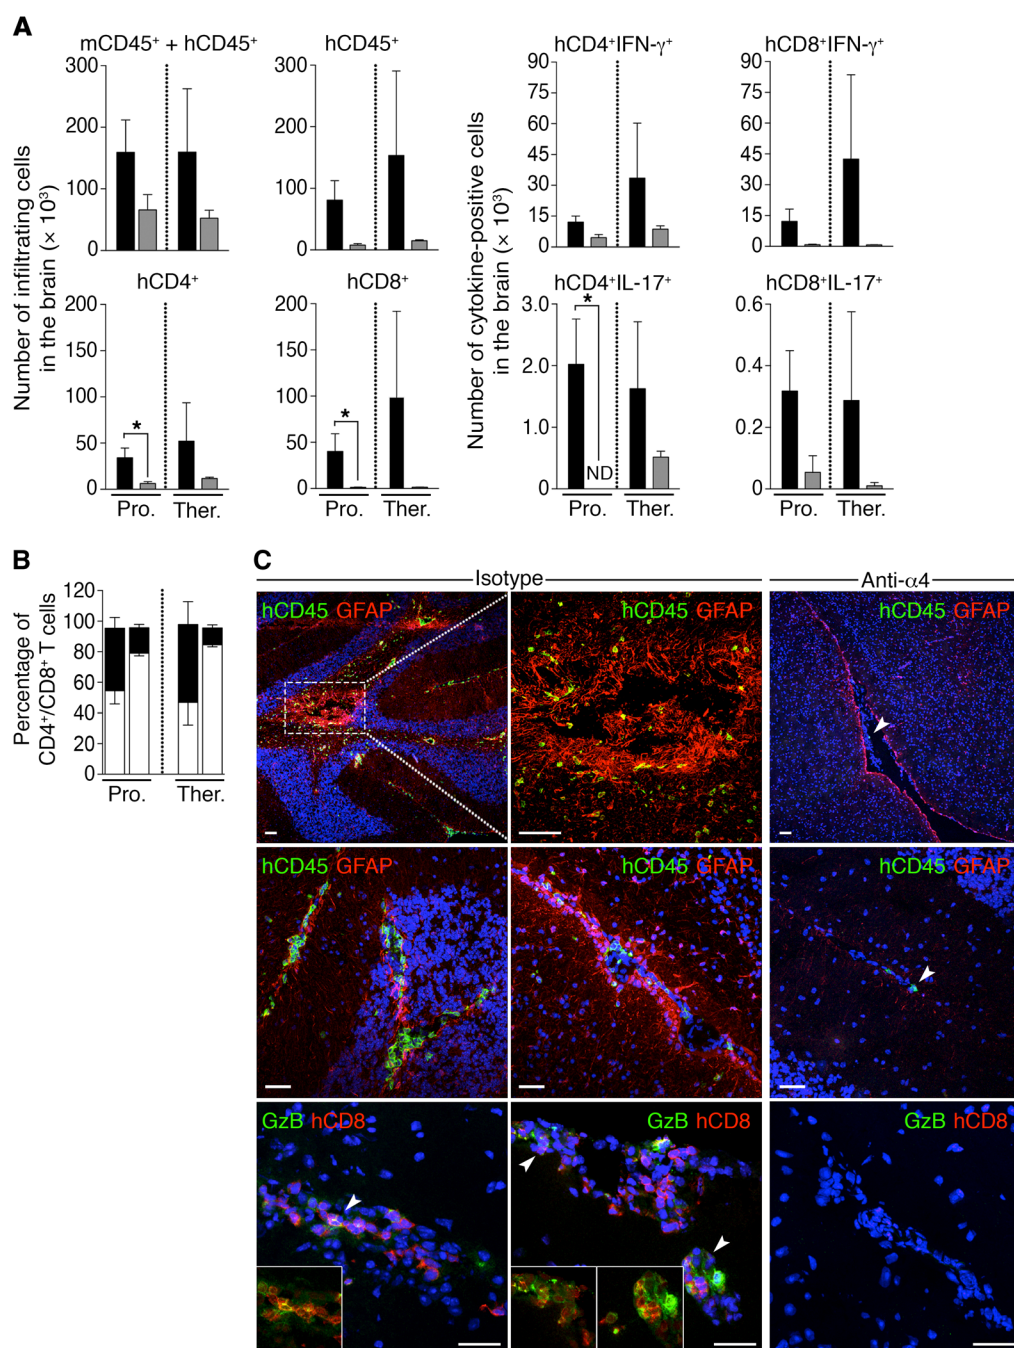 A
mCD45⁺ + hCD45⁺
hCD45⁺
hCD4⁺IFN-γ⁺
hCD8⁺IFN-γ⁺
Number of infiltrating cells
in the brain (× 10³)
300
200
100
0
300
200
100
0
Number of cytokine-positive cells
in the brain (× 10³)
90
75
60
45
30
15
0
90
75
60
45
30
15
0
hCD4⁺
hCD8⁺
hCD4⁺IL-17⁺
hCD8⁺IL-17⁺
200
150
100
50
0
*
Pro. Ther.
200
150
100
50
0
*
Pro. Ther.
3.0
2.0
1.0
0
*
ND
Pro. Ther.
0.6
0.4
0.2
0
Pro. Ther.
B
Percentage of
CD4⁺/CD8⁺ T cells
120
100
80
60
40
20
0
Pro. Ther.
C
Isotype
Anti-α4
hCD45 GFAP
hCD45 GFAP
hCD45 GFAP
hCD45 GFAP
hCD45 GFAP
hCD45 GFAP
GzB hCD8
GzB hCD8
GzB hCD8